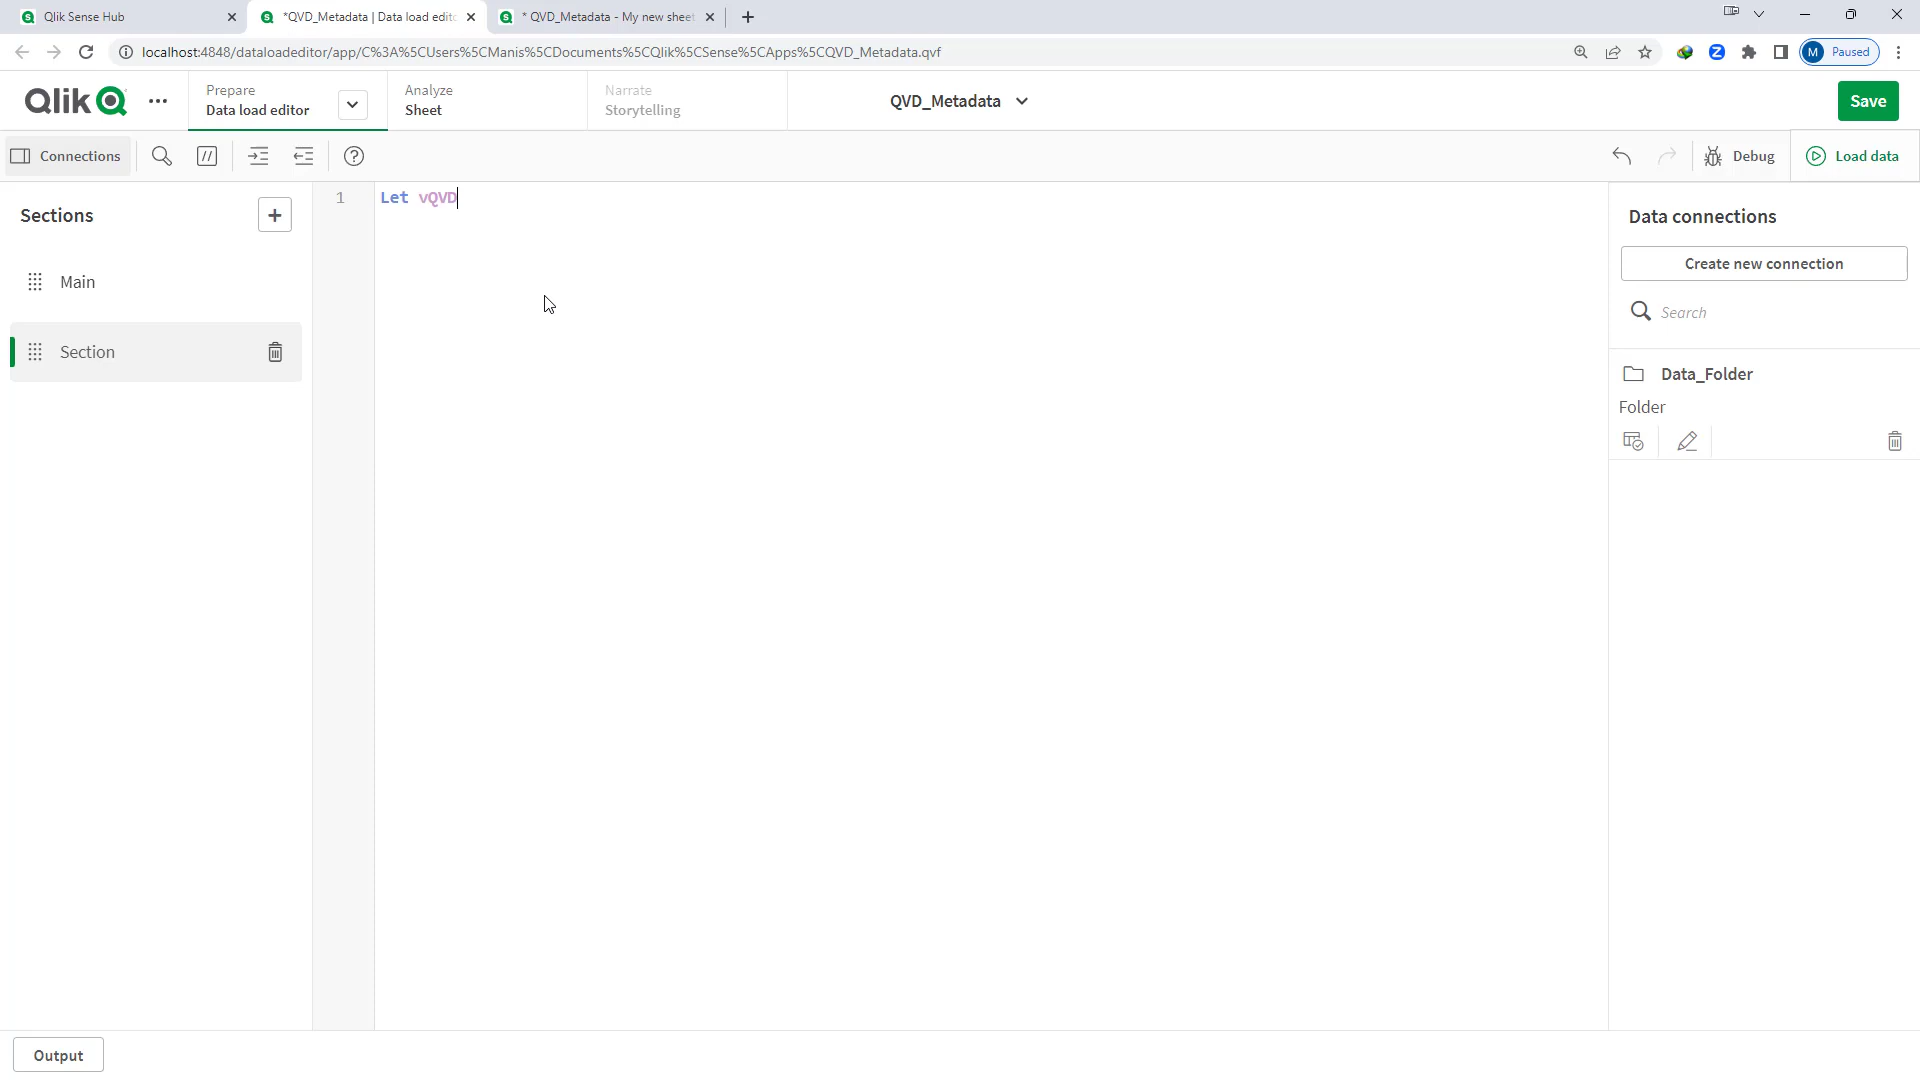 Qlik Sense Hub
*QVD_Metadata | Data load edito
* QVD_Metadata - My new sheet
localhost:4848/dataloadeditor/app/C%3A%5CUsers%5CManis%5CDocuments%5CQlik%5CSense%5CApps%5CQVD_Metadata.qvf
M Paused
Qlik
Prepare
Data load editor
Analyze
Sheet
Narrate
Storytelling
QVD_Metadata
Save
Connections
//
?
Debug
Load data
Sections
+
Main
Section
1 Let vQVD
Data connections
Create new connection
Search
Data_Folder
Folder
Output